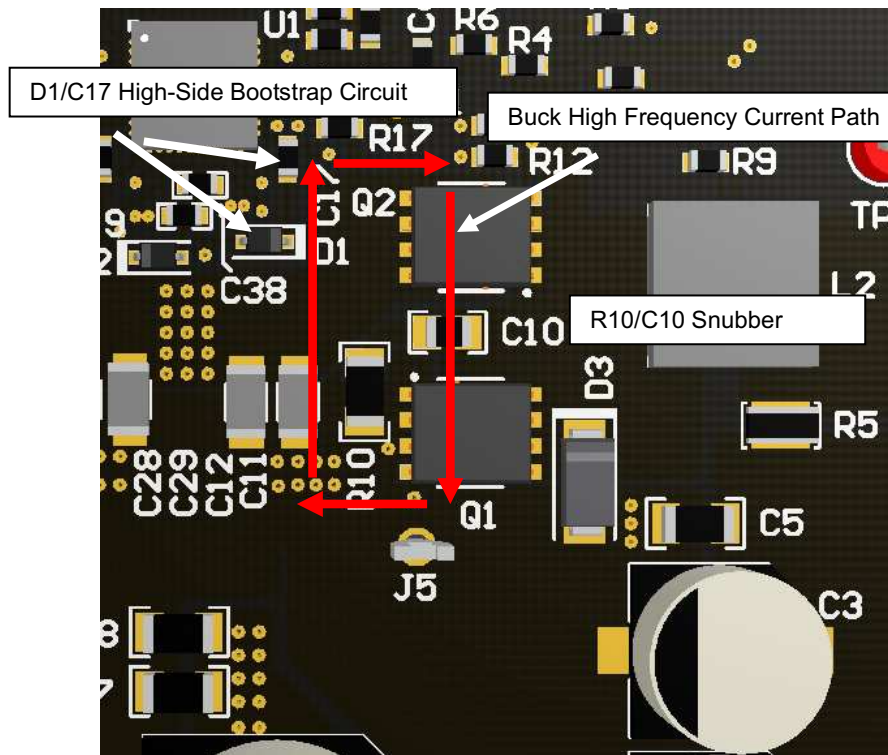 U1
C
R6
R4
D1/C17 High-Side Bootstrap Circuit
Buck High Frequency Current Path
R17
R12
R9
C17
Q2
TP
9
2
D1
C38
L2
C10
R10/C10 Snubber
D3
R5
C28
C29
C12
C11
R10
Q1
C5
J5
C3
8